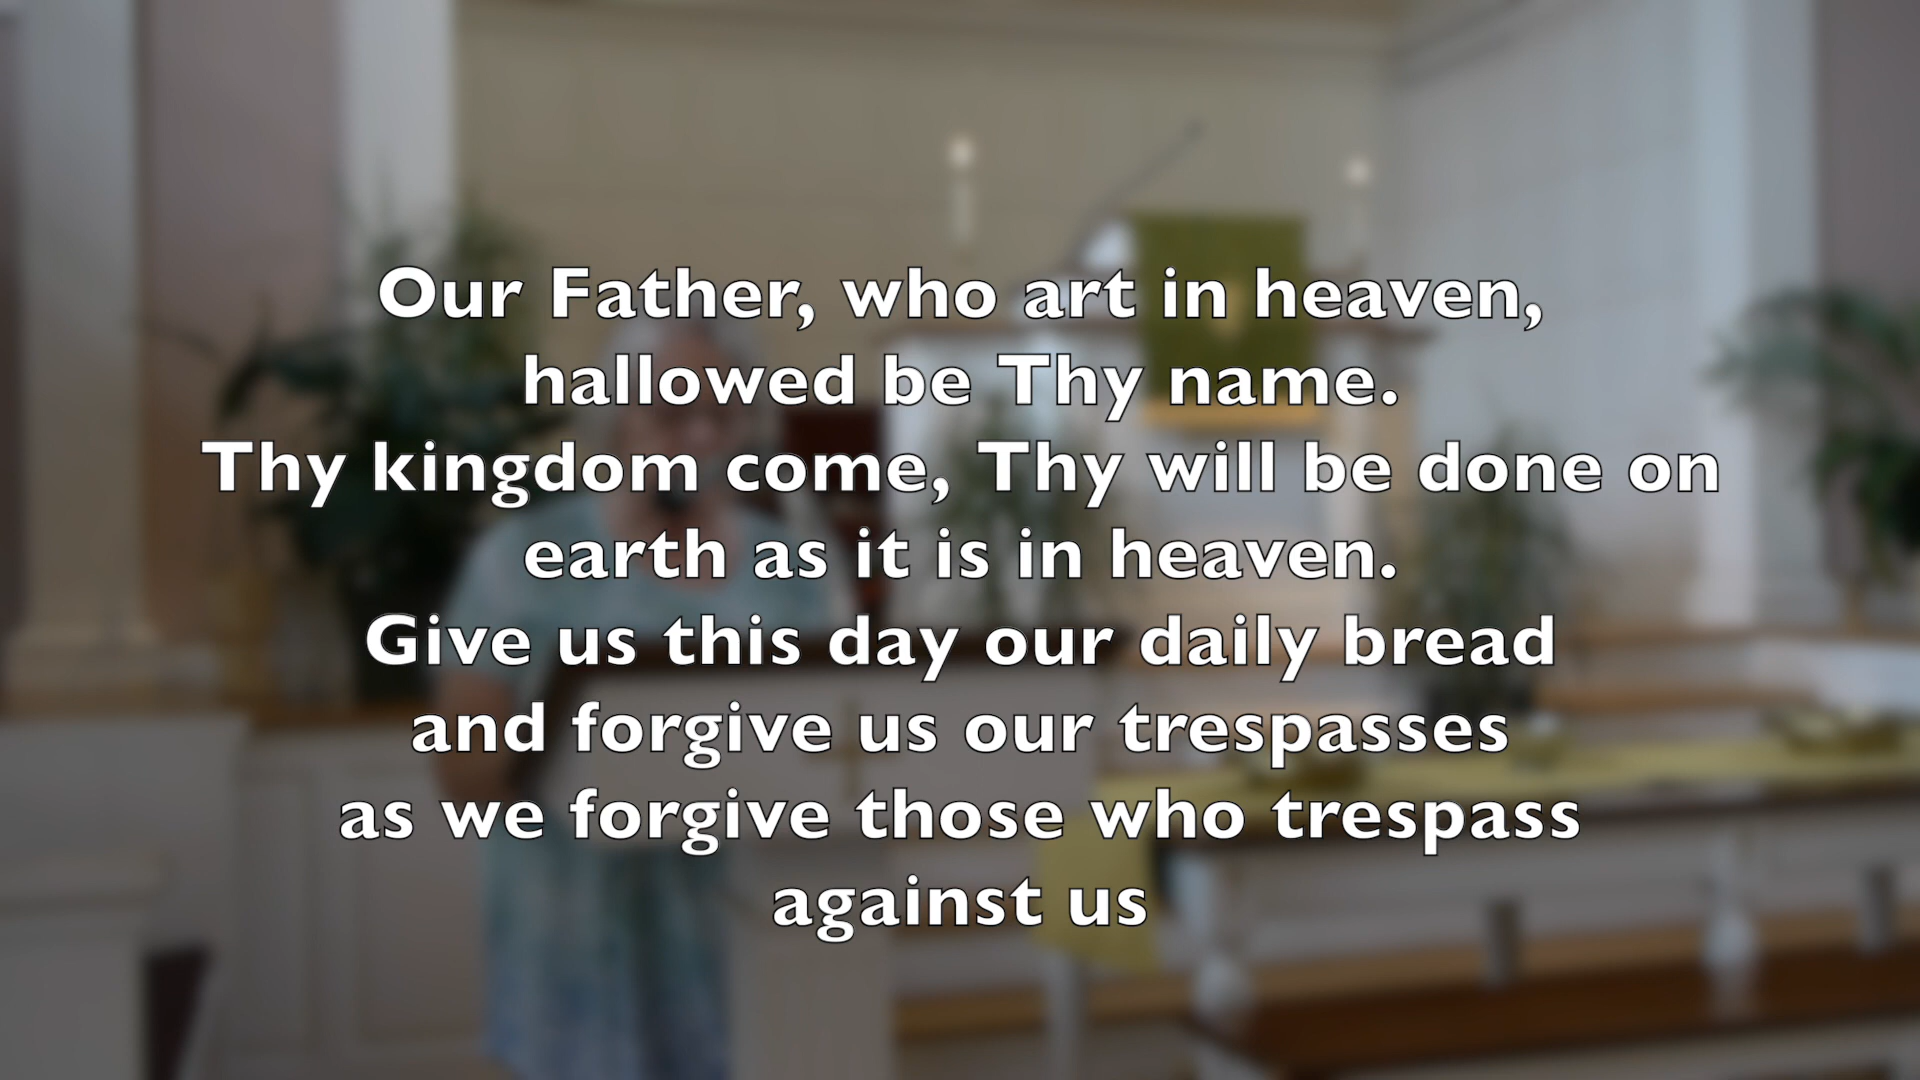 Our Father, who art in heaven,
hallowed be Thy name.
Thy kingdom come, Thy will be done on
earth as it is in heaven.
Give us this day our daily bread
and forgive us our trespasses
as we forgive those who trespass
against us